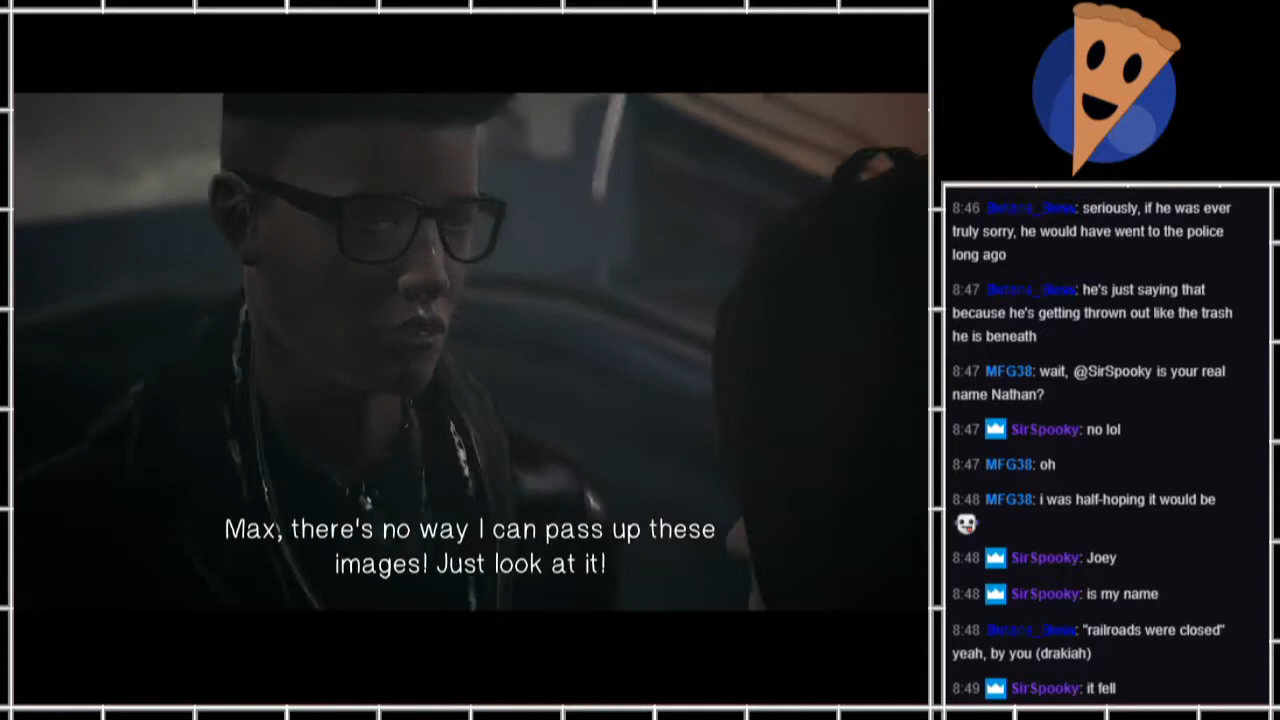 Max, there's no way I can pass up these
images! Just look at it!
8:46 : seriously, if he was ever
truly sorry, he would have went to the police
long ago
8:47 : he's just saying that
because he's getting thrown out like the trash
he is beneath
8:47 MFG38: wait, @SirSpooky is your real
name Nathan?
8:47 SirSpooky: no lol
8:47 MFG38: oh
8:48 MFG38: i was half-hoping it would be
8:48 SirSpooky: Joey
8:48 SirSpooky: is my name
8:48 : "railroads were closed"
yeah, by you (drakiah)
8:49 SirSpooky: it fell